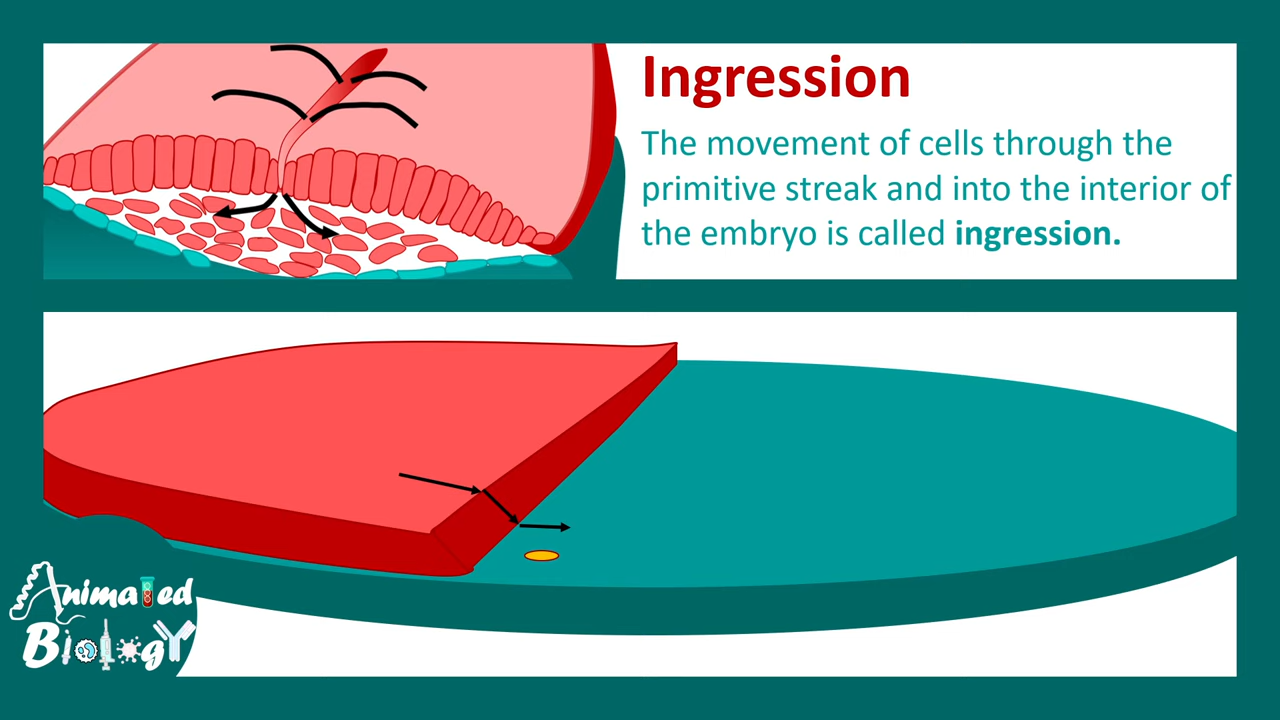 Ingression
The movement of cells through the
primitive streak and into the interior of
the embryo is called ingression.
Animated
Biology